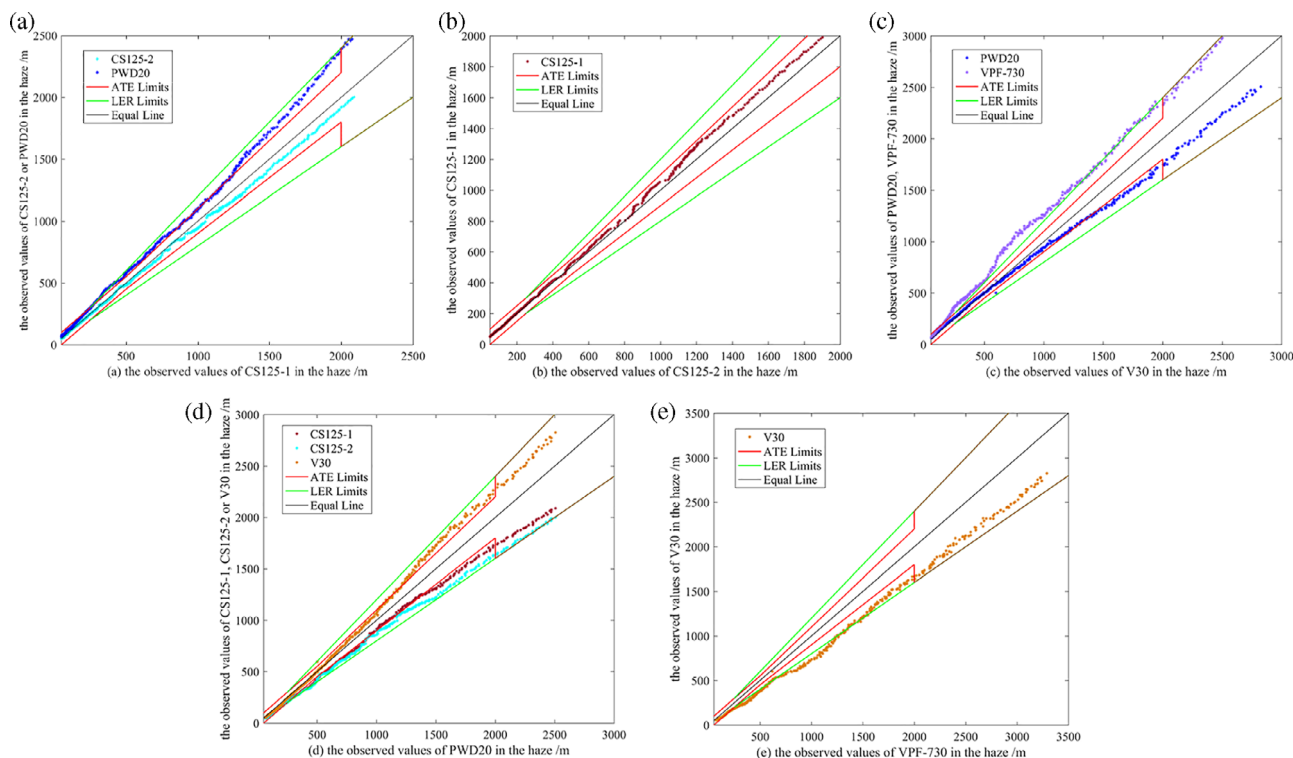 (a)
the observed values of CS125-2 or PWD20 in the haze /m
2500
2000
1500
1000
500
0
CS125-2
PWD20
ATE Limits
LER Limits
Equal Line
500 1000 1500 2000 2500
(a) the observed values of CS125-1 in the haze /m
(b)
the observed values of CS125-1 in the haze /m
2000
1800
1600
1400
1200
1000
800
600
400
200
0
CS125-1
ATE Limits
LER Limits
Equal Line
200 400 600 800 1000 1200 1400 1600 1800 2000
(b) the observed values of CS125-2 in the haze /m
(c)
the observed values of PWD20, VPF-730 in the haze /m
3000
2500
2000
1500
1000
500
0
PWD20
VPF-730
ATE Limits
LER Limits
Equal Line
500 1000 1500 2000 2500 3000
(c) the observed values of V30 in the haze /m
(d)
the observed values of CS125-1, CS125-2 or V30 in the haze /m
3000
2500
2000
1500
1000
500
0
CS125-1
CS125-2
V30
ATE Limits
LER Limits
Equal Line
500 1000 1500 2000 2500 3000
(d) the observed values of PWD20 in the haze /m
(e)
the observed values of V30 in the haze /m
3500
3000
2500
2000
1500
1000
500
0
V30
ATE Limits
LER Limits
Equal Line
500 1000 1500 2000 2500 3000 3500
(e) the observed values of VPF-730 in the haze /m